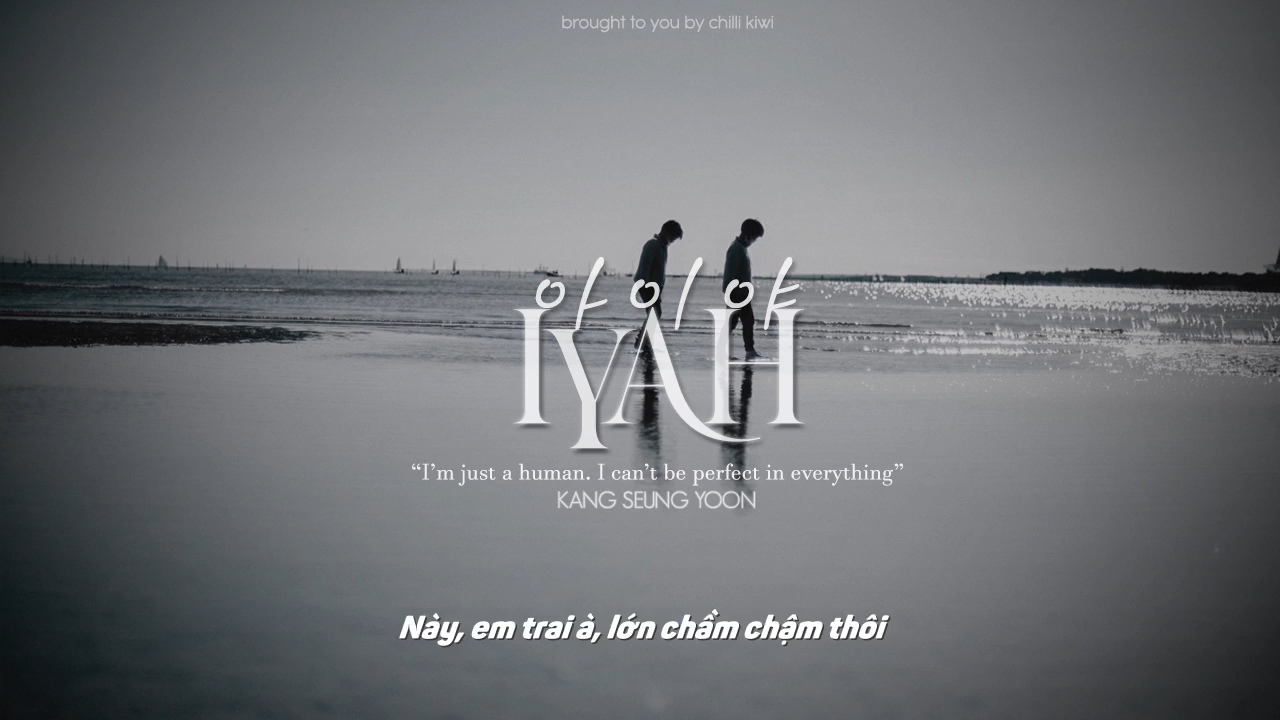 brought to you by chilli kiwi
아이야
IYAH
“I’m just a human. I can’t be perfect in everything”
KANG SEUNG YOON
Này, em trai à, lớn chầm chậm thôi